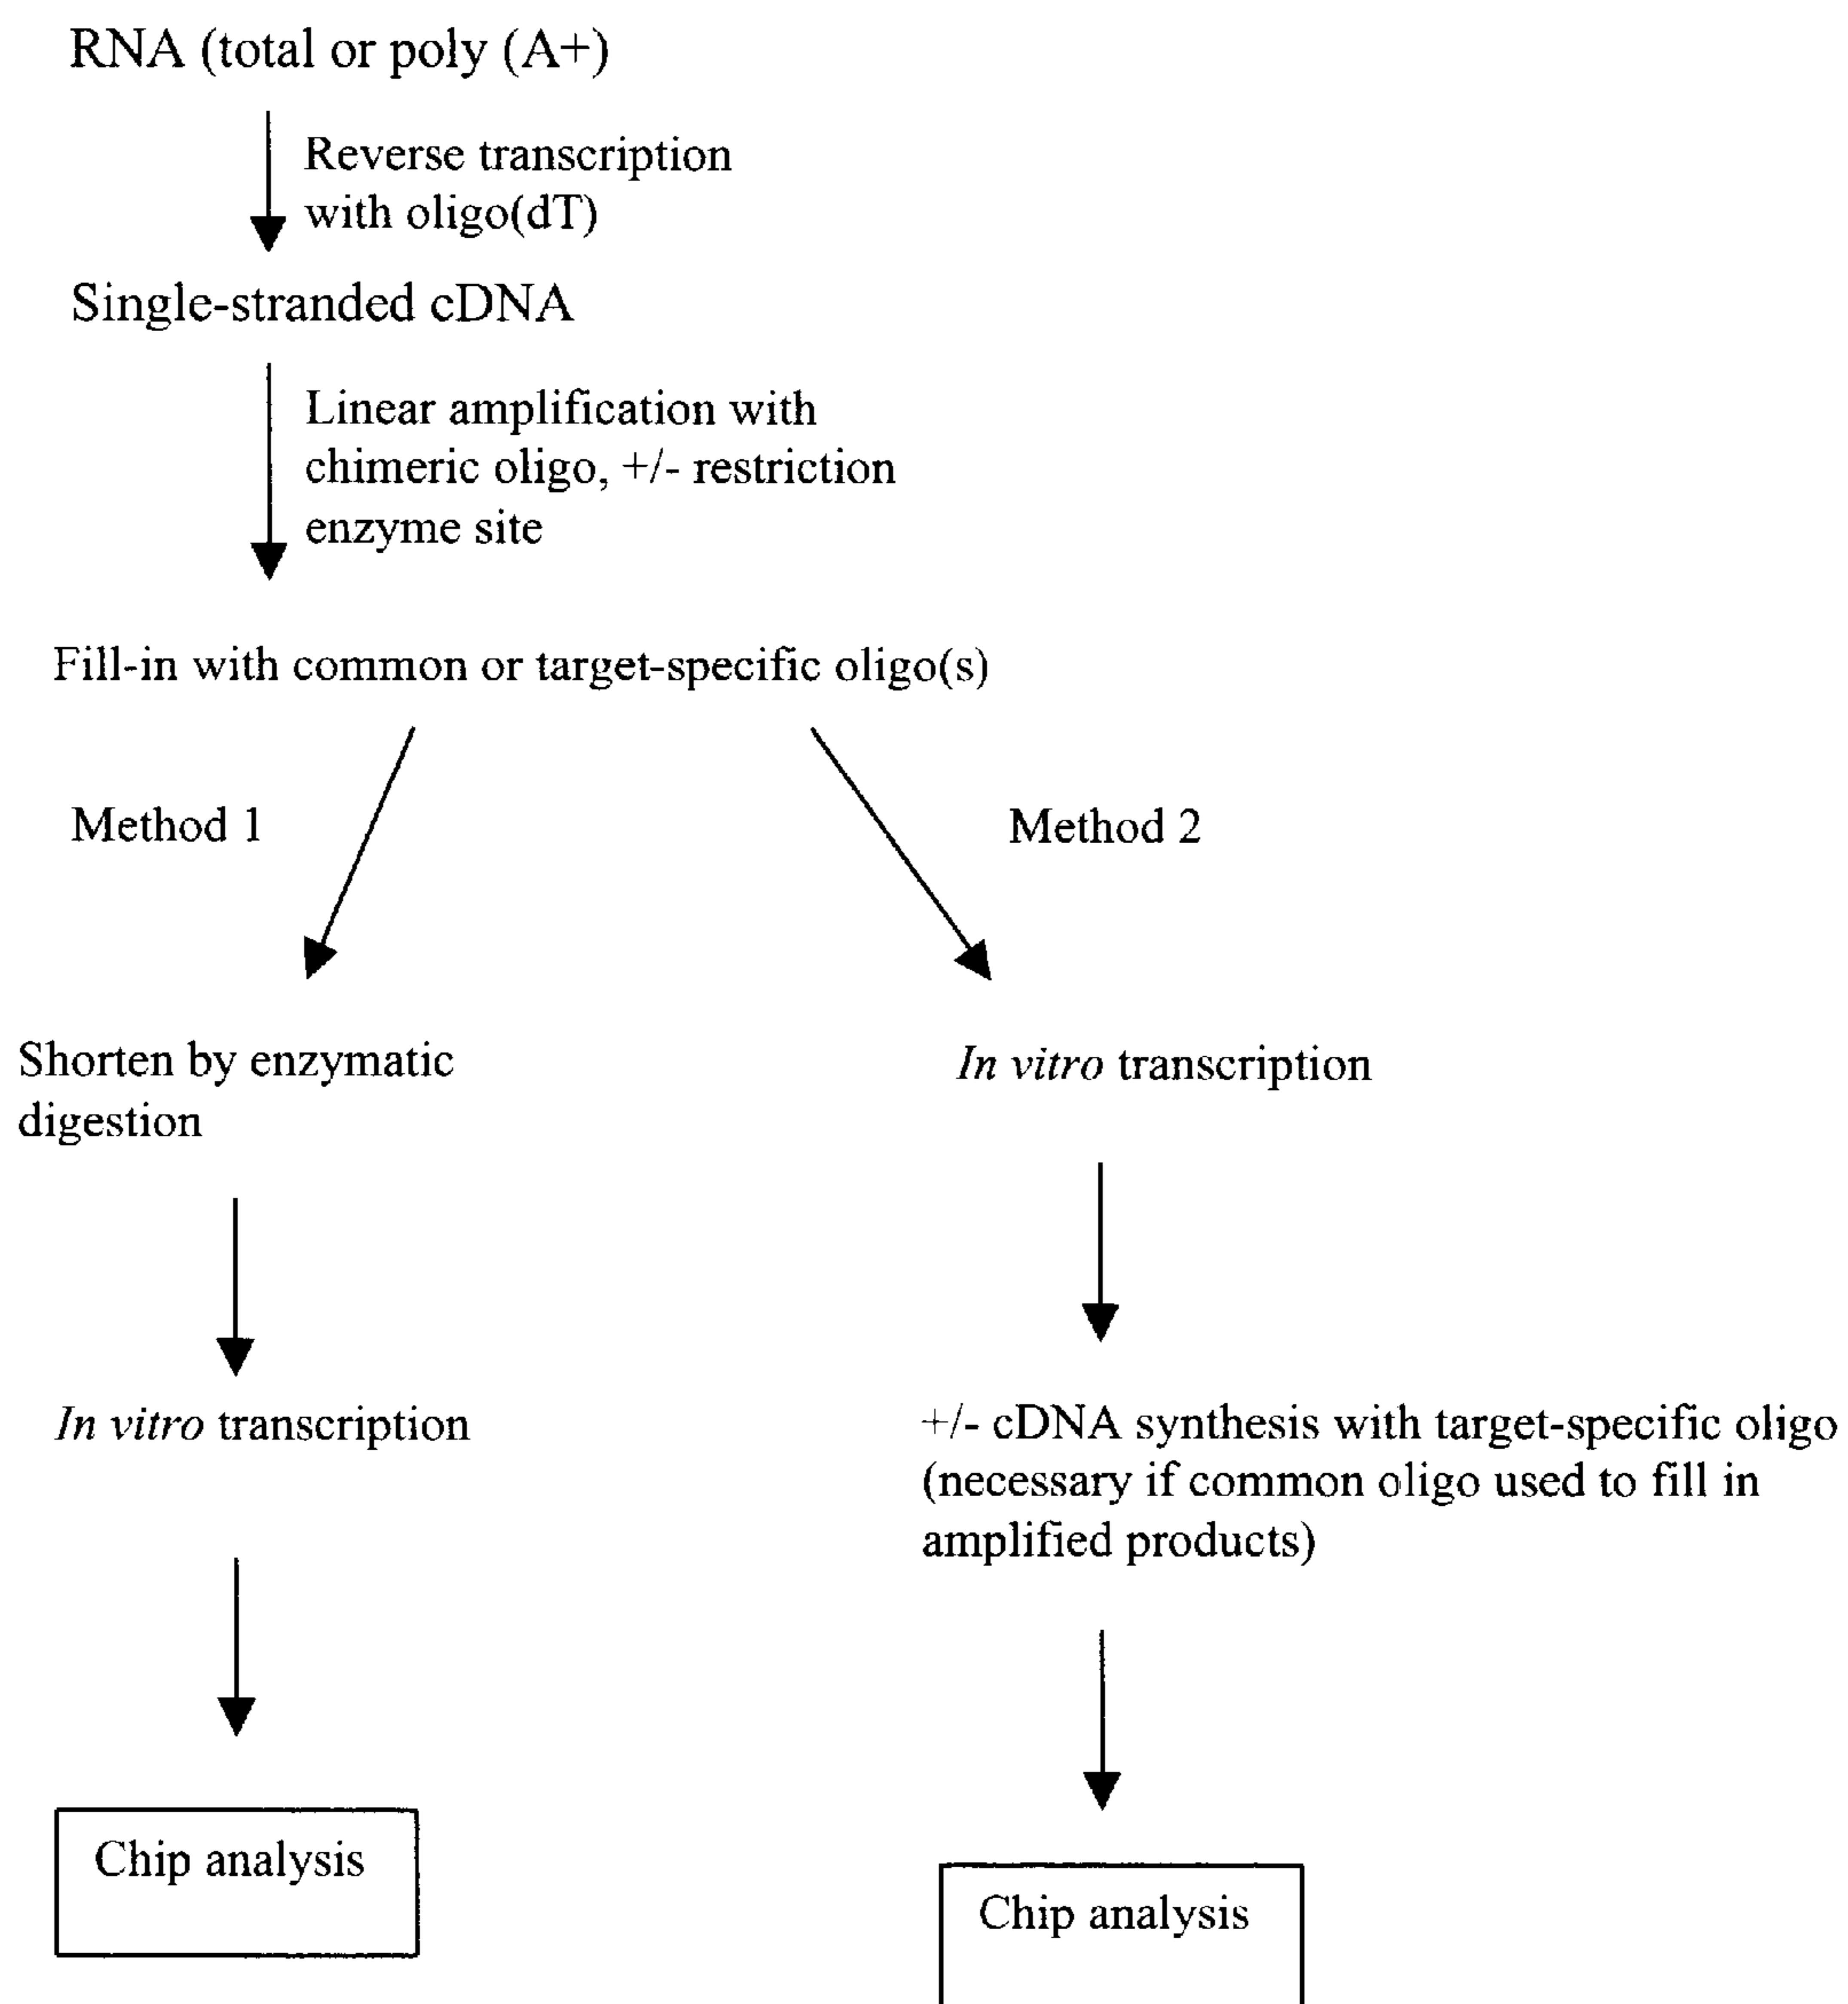 RNA (total or poly (A+)
Reverse transcription
with oligo(dT)
Single-stranded cDNA
Linear amplification with
chimeric oligo, +/- restriction
enzyme site
Fill-in with common or target-specific oligo(s)
Method 1
Method 2
Shorten by enzymatic
digestion
In vitro transcription
In vitro transcription
+/- cDNA synthesis with target-specific oligo
(necessary if common oligo used to fill in
amplified products)
Chip analysis
Chip analysis